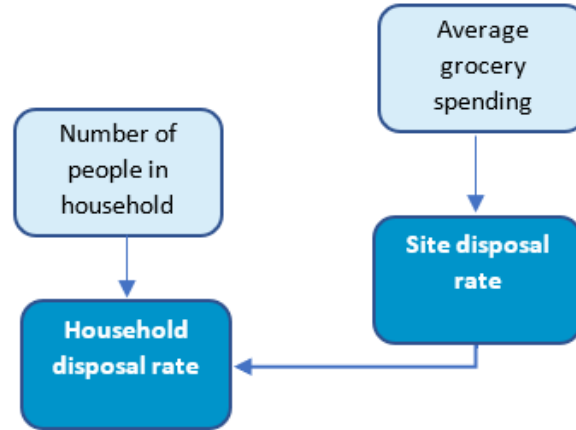 Average
grocery
spending
Number of
people in
household
Site disposal
rate
Household
disposal rate